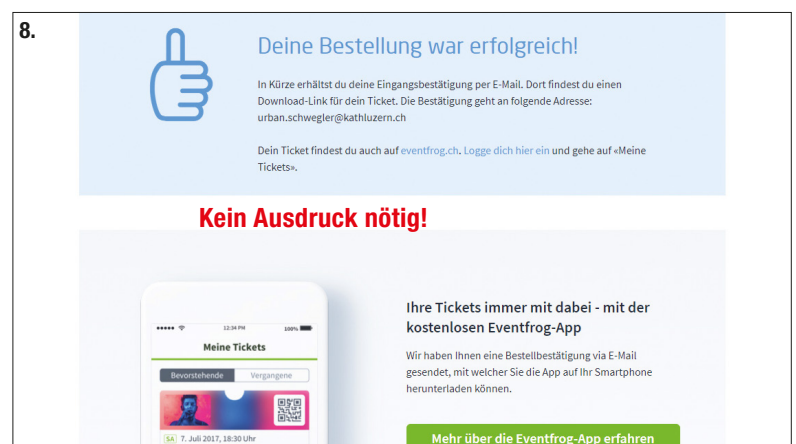 8.
Deine Bestellung war erfolgreich!
In Kürze erhältst du deine Eingangsbestätigung per E-Mail. Dort findest du einen
Download-Link für dein Ticket. Die Bestätigung geht an folgende Adresse:
urban.schwegler@kathluzern.ch
Dein Ticket findest du auch auf eventfrog.ch. Logge dich hier ein und gehe auf «Meine
Tickets».
Kein Ausdruck nötig!
12:34 PM
100%
Meine Tickets
Bevorstehende
Vergangene
SA 7. Juli 2017, 18:30 Uhr
Ihre Tickets immer mit dabei - mit der
kostenlosen Eventfrog-App
Wir haben Ihnen eine Bestellbestätigung via E-Mail
gesendet, mit welcher Sie die App auf Ihr Smartphone
herunterladen können.
Mehr über die Eventfrog-App erfahren